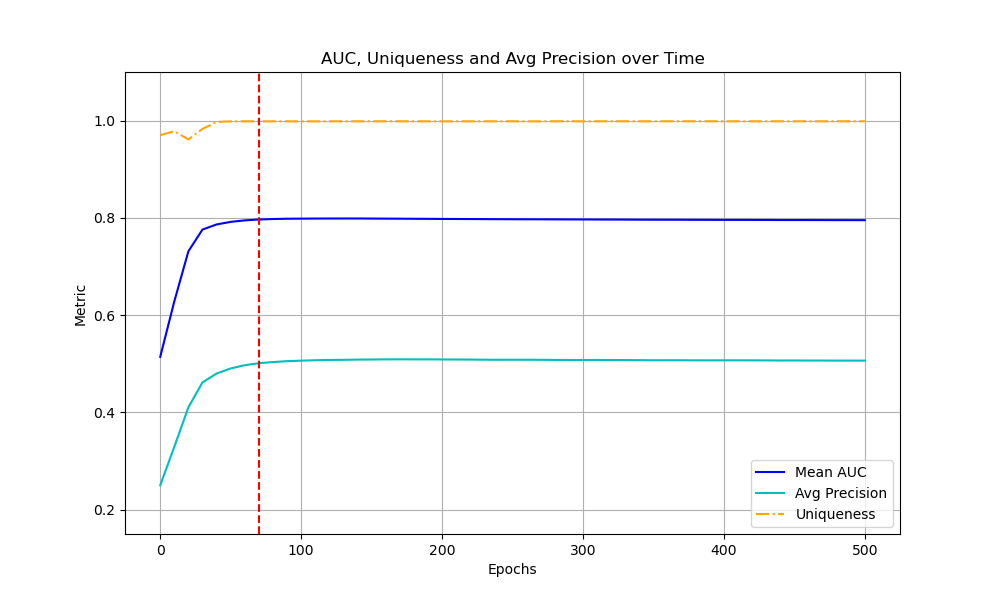 AUC, Uniqueness and Avg Precision over Time
Metric
1.0
0.8
0.6
0.4
0.2
0 100 200 300 400 500
Epochs
Mean AUC
Avg Precision
Uniqueness